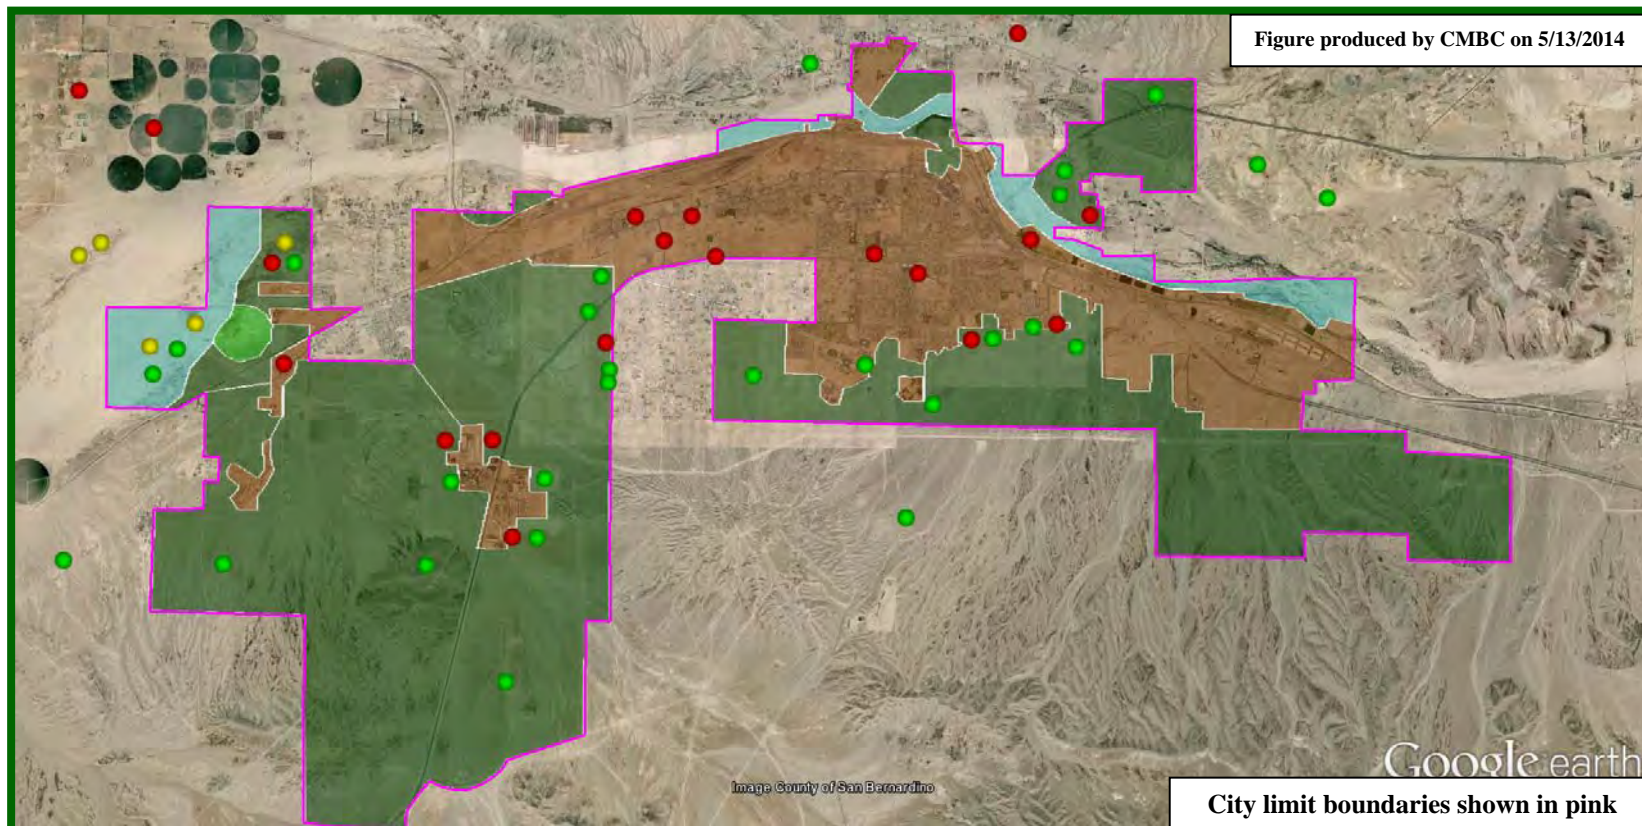 Figure produced by CMBC on 5/13/2014
Google earth
Image County of San Bernardino
City limit boundaries shown in pink